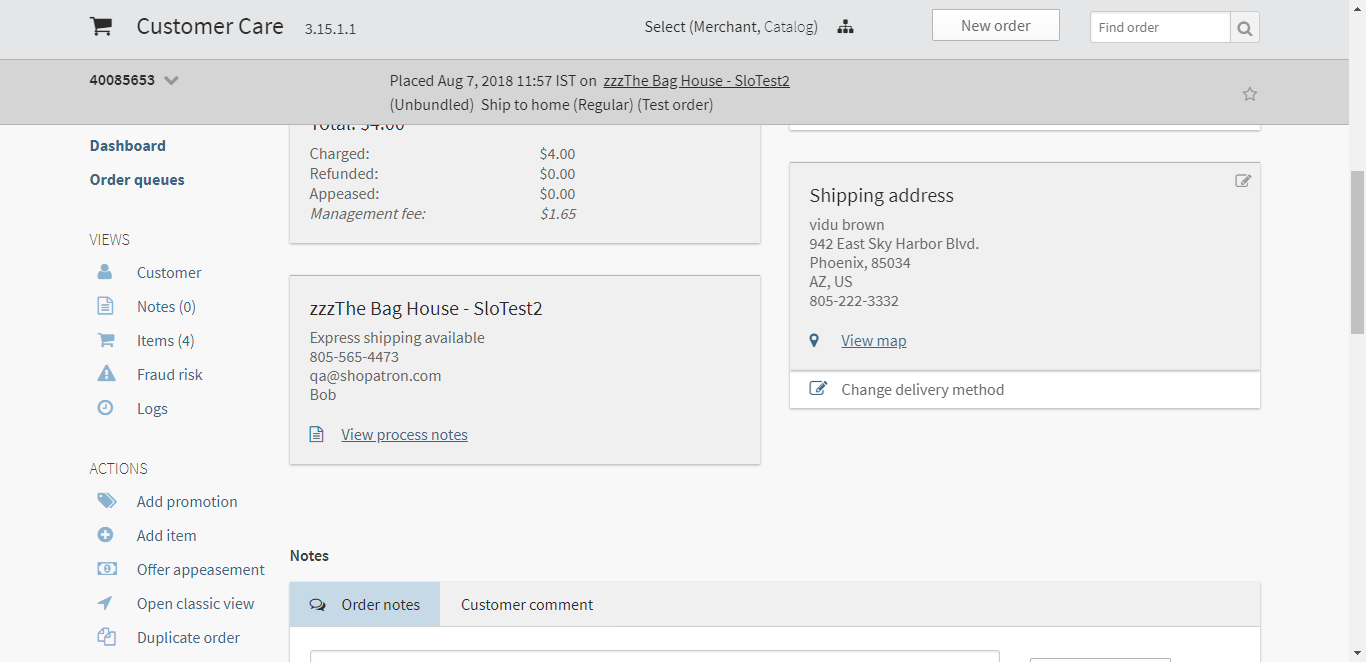 Customer Care 3.15.1.1
Select (Merchant, Catalog)
New order
Find order
40085653
Placed Aug 7, 2018 11:57 IST on zzzThe Bag House - SloTest2
(Unbundled) Ship to home (Regular) (Test order)
Dashboard
Order queues
VIEWS
Customer
Notes (0)
Items (4)
Fraud risk
Logs
ACTIONS
Add promotion
Add item
Offer appeasement
Open classic view
Duplicate order
Total: $4.00
Charged: $4.00
Refunded: $0.00
Appeased: $0.00
Management fee: $1.65
zzzThe Bag House - SloTest2
Express shipping available
805-565-4473
qa@shopatron.com
Bob
View process notes
Shipping address
vidu brown
942 East Sky Harbor Blvd.
Phoenix, 85034
AZ, US
805-222-3332
View map
Change delivery method
Notes
Order notes
Customer comment